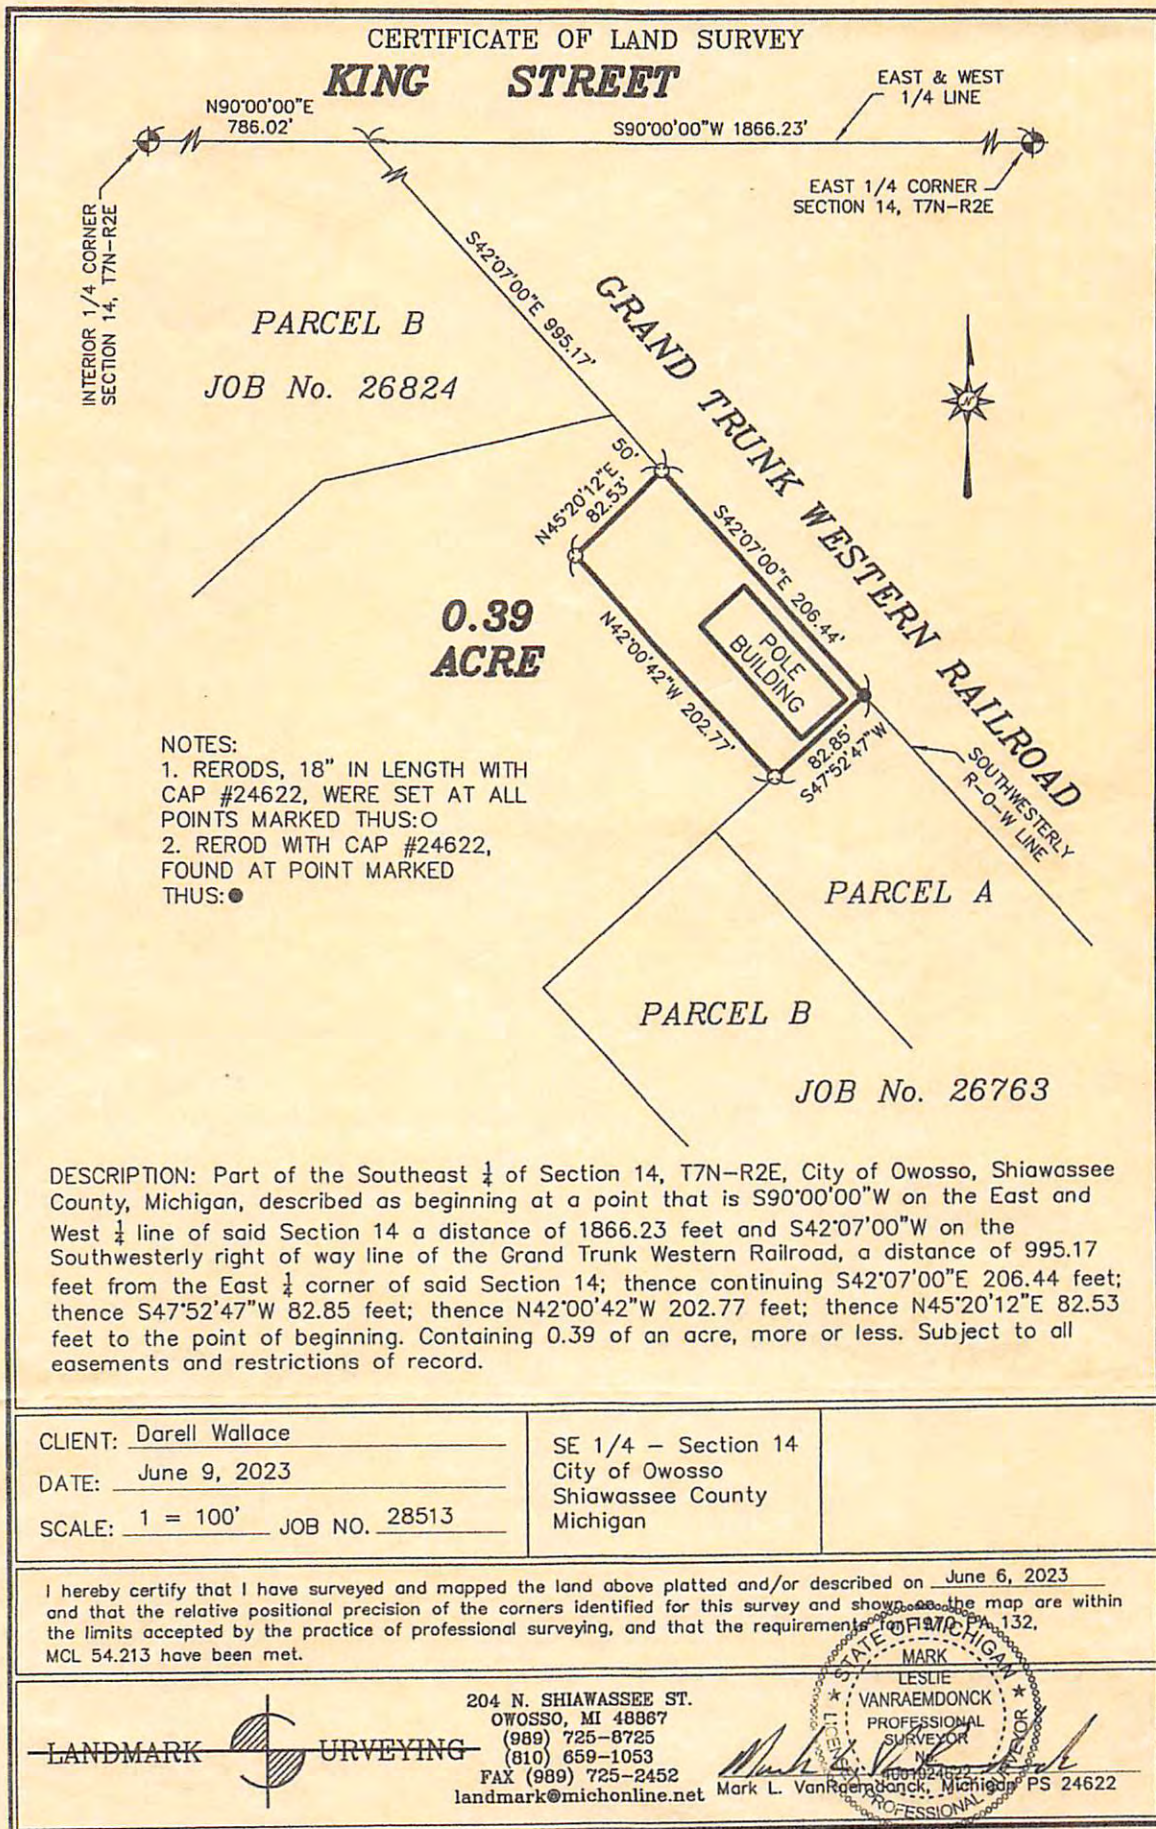 CERTIFICATE OF LAND SURVEY
KING STREET
EAST & WEST
1/4 LINE
N90°00'00"E
786.02'
S90°00'00"W 1866.23'
INTERIOR 1/4 CORNER
SECTION 14, T7N-R2E
EAST 1/4 CORNER
SECTION 14, T7N-R2E
S42°07'00"E 995.17'
GRAND TRUNK WESTERN RAILROAD
PARCEL B
JOB No. 26824
N
50'
N45°20'12"E
82.53'
S42°07'00"E 206.44'
0.39
ACRE
POLE
BUILDING
N42°00'42"W 202.77'
82.85'
S47°52'47"W
SOUTHWESTERLY
R-O-W LINE
NOTES:
1. RERODS, 18" IN LENGTH WITH
CAP #24622, WERE SET AT ALL
POINTS MARKED THUS:O
2. REROD WITH CAP #24622,
FOUND AT POINT MARKED
THUS:●
PARCEL A
PARCEL B
JOB No. 26763
DESCRIPTION: Part of the Southeast ¼ of Section 14, T7N-R2E, City of Owosso, Shiawassee
County, Michigan, described as beginning at a point that is S90°00'00"W on the East and
West ¼ line of said Section 14 a distance of 1866.23 feet and S42°07'00"W on the
Southwesterly right of way line of the Grand Trunk Western Railroad, a distance of 995.17
feet from the East ¼ corner of said Section 14; thence continuing S42°07'00"E 206.44 feet;
thence S47°52'47"W 82.85 feet; thence N42°00'42"W 202.77 feet; thence N45°20'12"E 82.53
feet to the point of beginning. Containing 0.39 of an acre, more or less. Subject to all
easements and restrictions of record.
CLIENT: Darell Wallace
DATE: June 9, 2023
SCALE: 1 = 100' JOB NO. 28513
SE 1/4 - Section 14
City of Owosso
Shiawassee County
Michigan
I hereby certify that I have surveyed and mapped the land above platted and/or described on June 6, 2023
and that the relative positional precision of the corners identified for this survey and shown on the map are within
the limits accepted by the practice of professional surveying, and that the requirements for 1970 PA 132,
MCL 54.213 have been met.
LANDMARK SURVEYING
204 N. SHIAWASSEE ST.
OWOSSO, MI 48867
(989) 725-8725
(810) 659-1053
FAX (989) 725-2452
landmark@michonline.net
STATE OF MICHIGAN
MARK
LESLIE
VANRAEMDONCK
PROFESSIONAL
SURVEYOR
No.
4001024622
LICENSED PROFESSIONAL SURVEYOR
Mark L. VanRaemdonck, Michigan PS 24622